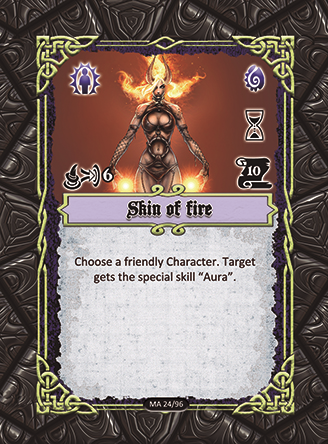 6
10
Skin of fire
Choose a friendly Character. Target
gets the special skill “Aura”.
MA 24/96